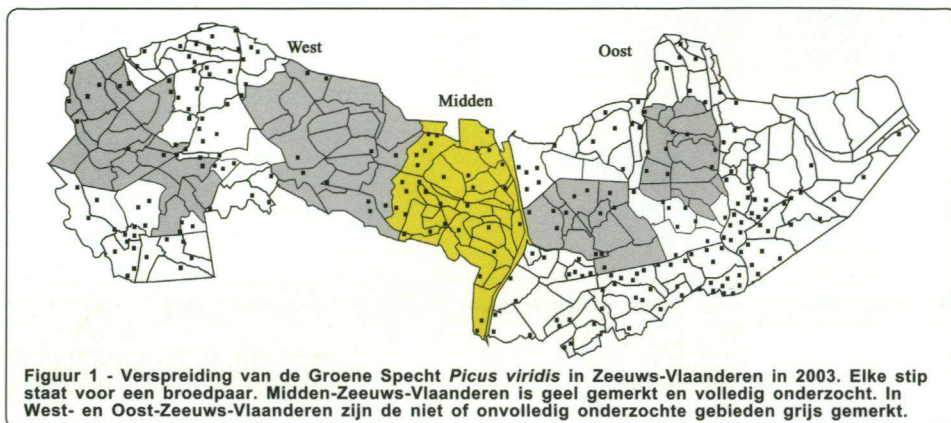 West
Oost
Midden
Figuur 1 - Verspreiding van de Groene Specht Picus viridis in Zeeuws-Vlaanderen in 2003. Elke stip
staat voor een broedpaar. Midden-Zeeuws-Vlaanderen is geel gemerkt en volledig onderzocht. In
West- en Oost-Zeeuws-Vlaanderen zijn de niet of onvolledig onderzochte gebieden grijs gemerkt.